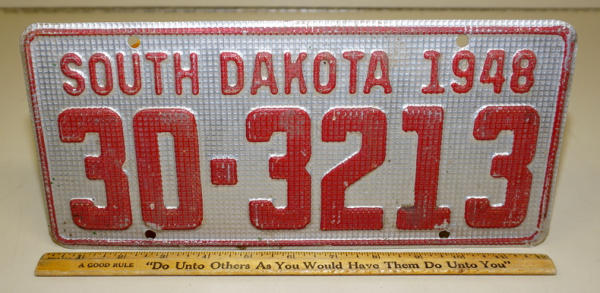 SOUTH DAKOTA 1948
30-3213
A GOOD RULE "Do Unto Others As You Would Have Them Do Unto You"